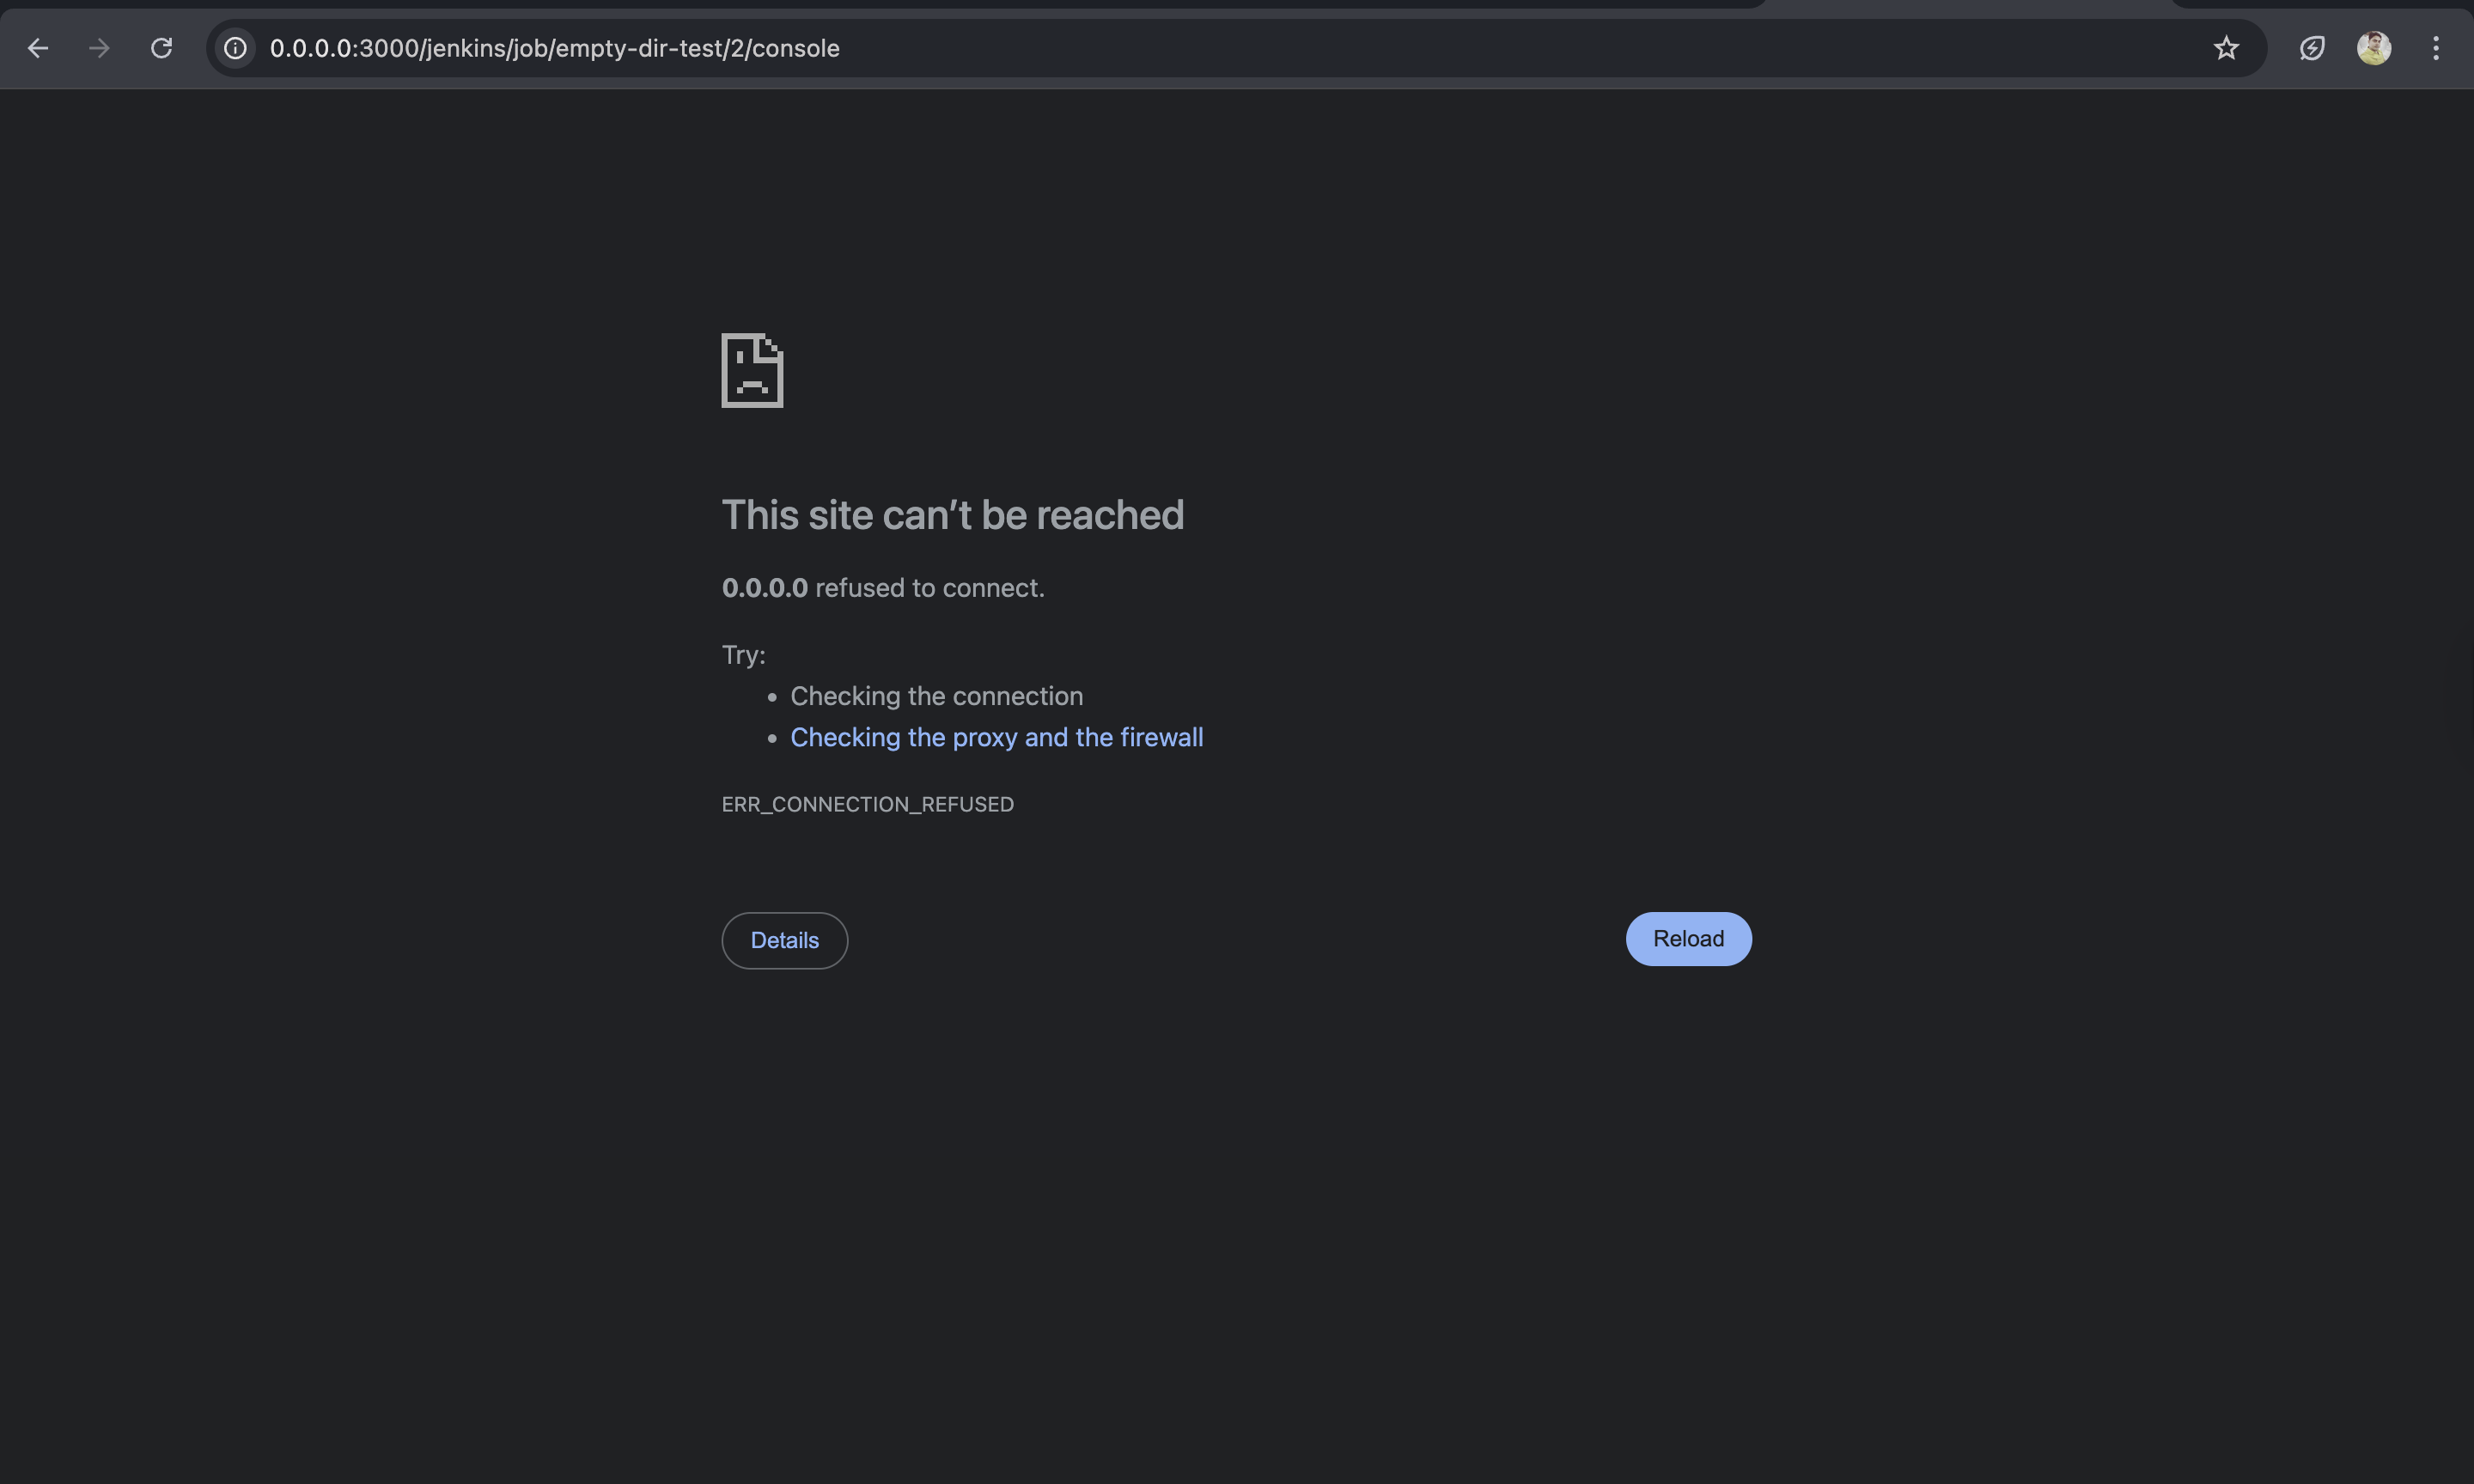 0.0.0.0:3000/jenkins/job/empty-dir-test/2/console
This site can’t be reached
0.0.0.0 refused to connect.
Try:
• Checking the connection
• Checking the proxy and the firewall
ERR_CONNECTION_REFUSED
Details
Reload